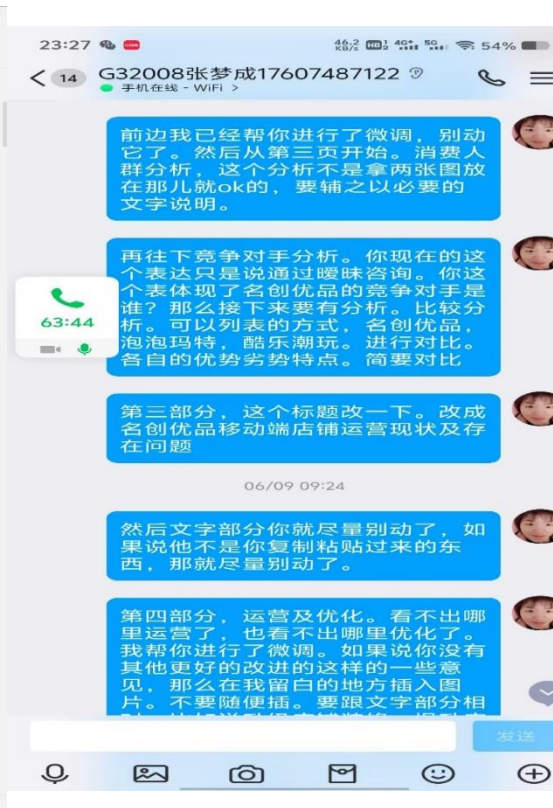 23:27
46.2 KB/s HD 4G+ 5G 54%
14 G32008张梦成17607487122
手机在线 - WiFi >
前边我已经帮你进行了微调，别动
它了。然后从第三页开始。消费人
群分析，这个分析不是拿两张图放
在那儿就ok的，要辅之以必要的
文字说明。
再往下竞争对手分析。你现在的这
个表达只是说通过暧昧咨询。你这
个表体现了名创优品的竞争对手是
谁？那么接下来要有分析。比较分
析。可以列表的方式，名创优品，
泡泡玛特，酷乐潮玩。进行对比。
各自的优势劣势特点。简要对比
63:44
第三部分，这个标题改一下。改成
名创优品移动端店铺运营现状及存
在问题
06/09 09:24
然后文字部分你就尽量别动了，如
果说他不是你复制粘贴过来的东
西，那就尽量别动了。
第四部分，运营及优化。看不出哪
里运营了，也看不出哪里优化了。
我帮你进行了微调。如果说你没有
其他更好的改进的这样的一些意
见，那么在我留白的地方插入图
片。不要随便插。要跟文字部分相
发送